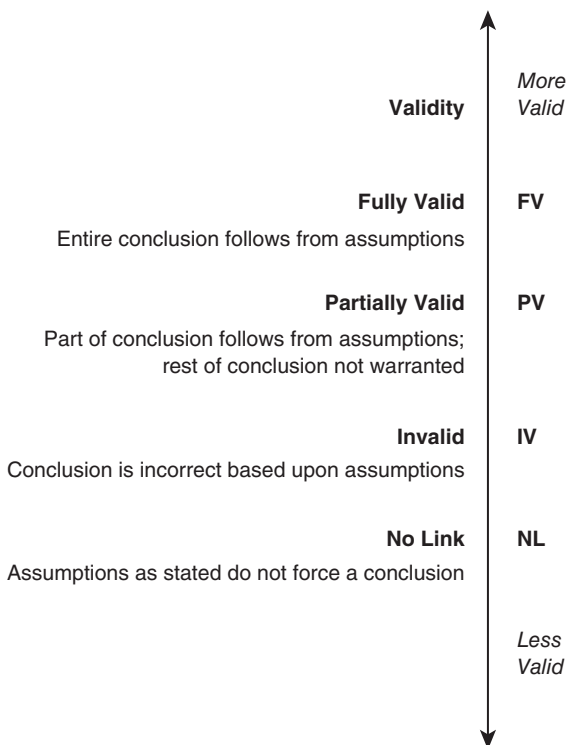 More
Validity Valid
Fully Valid FV
Entire conclusion follows from assumptions
Partially Valid PV
Part of conclusion follows from assumptions;
rest of conclusion not warranted
Invalid IV
Conclusion is incorrect based upon assumptions
No Link NL
Assumptions as stated do not force a conclusion
Less
Valid